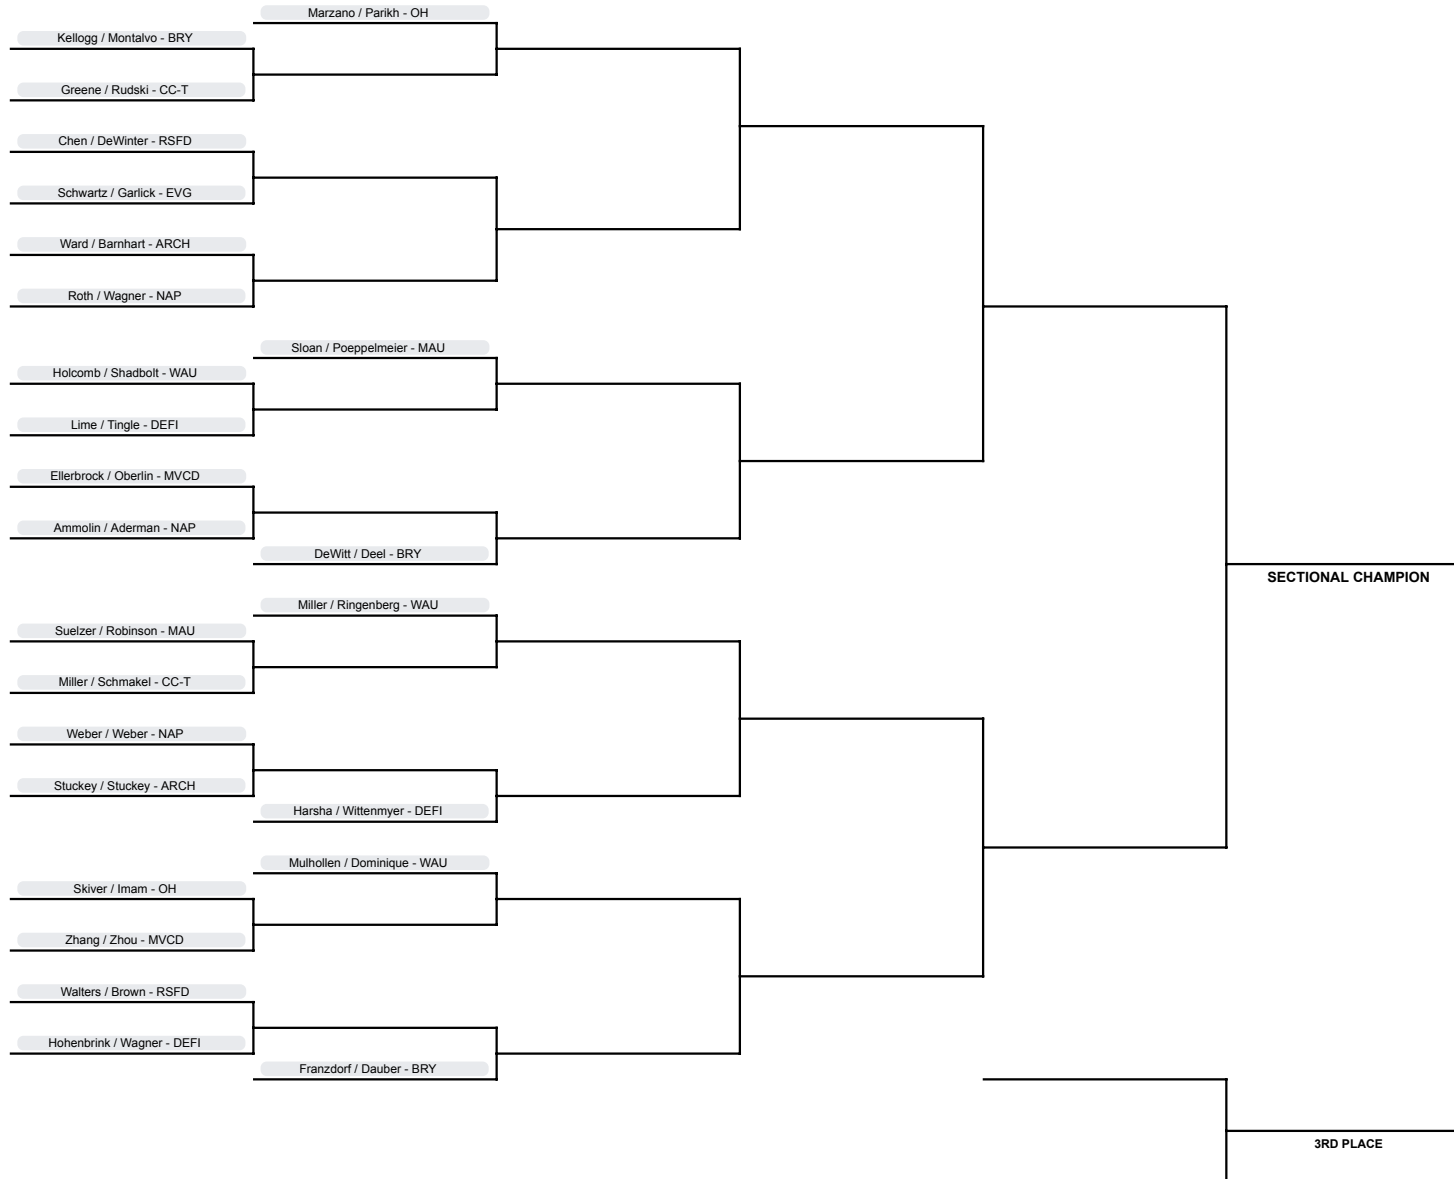 Marzano / Parikh - OH
Kellogg / Montalvo - BRY
Greene / Rudski - CC-T
Chen / DeWinter - RSFD
Schwartz / Garlick - EVG
Ward / Barnhart - ARCH
Roth / Wagner - NAP
Sloan / Poeppelmeier - MAU
Holcomb / Shadbolt - WAU
Lime / Tingle - DEFI
Ellerbrock / Oberlin - MVCD
Ammolin / Aderman - NAP
DeWitt / Deel - BRY
SECTIONAL CHAMPION
Miller / Ringenberg - WAU
Suelzer / Robinson - MAU
Miller / Schmakel - CC-T
Weber / Weber - NAP
Stuckey / Stuckey - ARCH
Harsha / Wittenmyer - DEFI
Mulhollen / Dominique - WAU
Skiver / Imam - OH
Zhang / Zhou - MVCD
Walters / Brown - RSFD
Hohenbrink / Wagner - DEFI
Franzdorf / Dauber - BRY
3RD PLACE